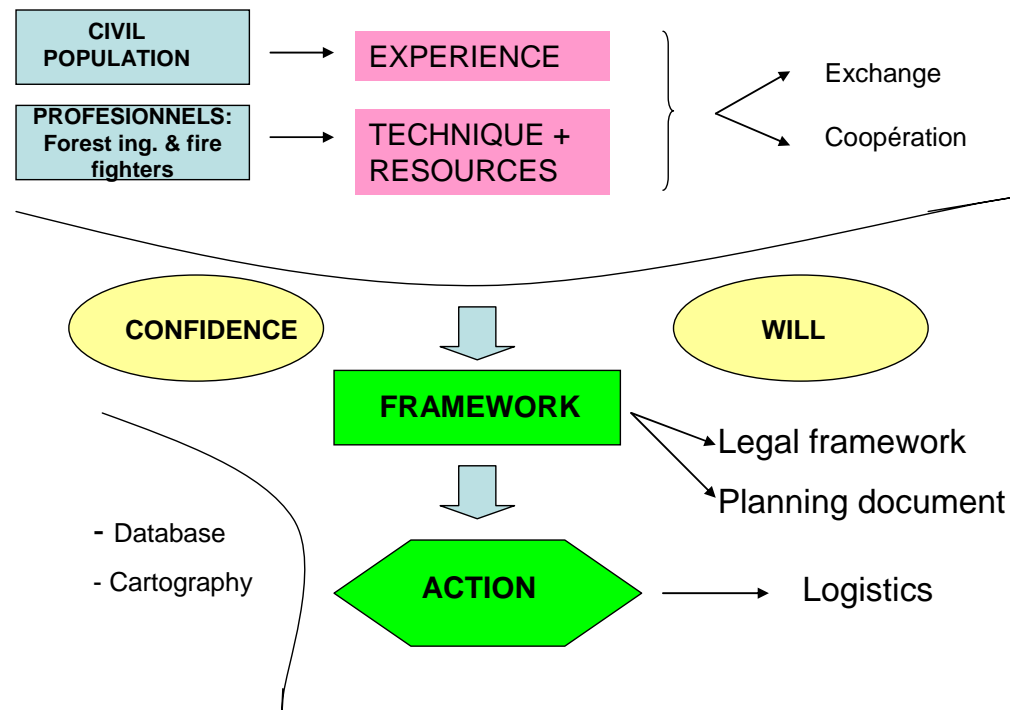 CIVIL
POPULATION
EXPERIENCE
Exchange
PROFESIONNELS:
Forest ing. & fire
fighters
TECHNIQUE +
RESOURCES
Coopération
CONFIDENCE
WILL
FRAMEWORK
Legal framework
Planning document
- Database
- Cartography
ACTION
Logistics